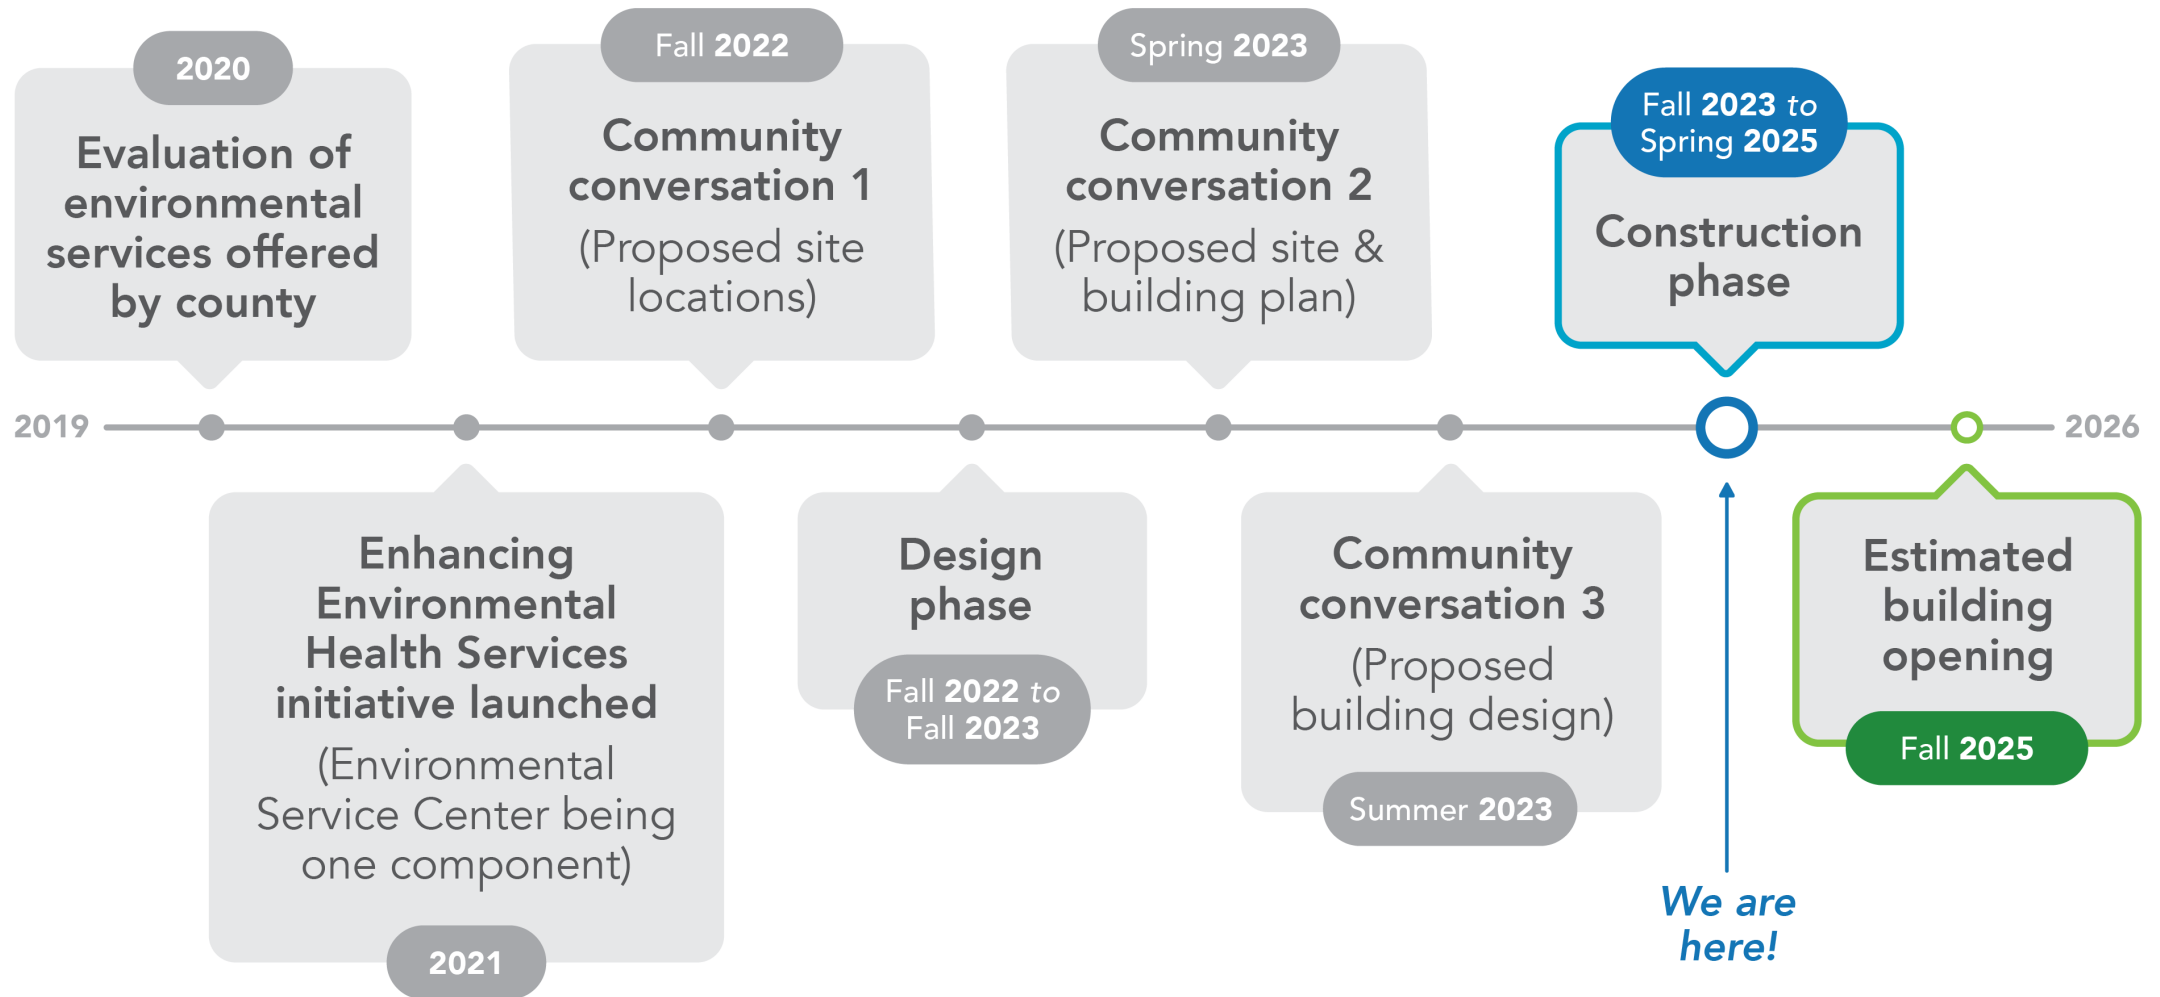 2020
Evaluation of
environmental
services offered
by county
Fall 2022
Community
conversation 1
(Proposed site
locations)
Spring 2023
Community
conversation 2
(Proposed site &
building plan)
Fall 2023 to
Spring 2025
Construction
phase
2019
2026
Enhancing
Environmental
Health Services
initiative launched
(Environmental
Service Center being
one component)
2021
Design
phase
Fall 2022 to
Fall 2023
Community
conversation 3
(Proposed
building design)
Summer 2023
We are
here!
Estimated
building
opening
Fall 2025